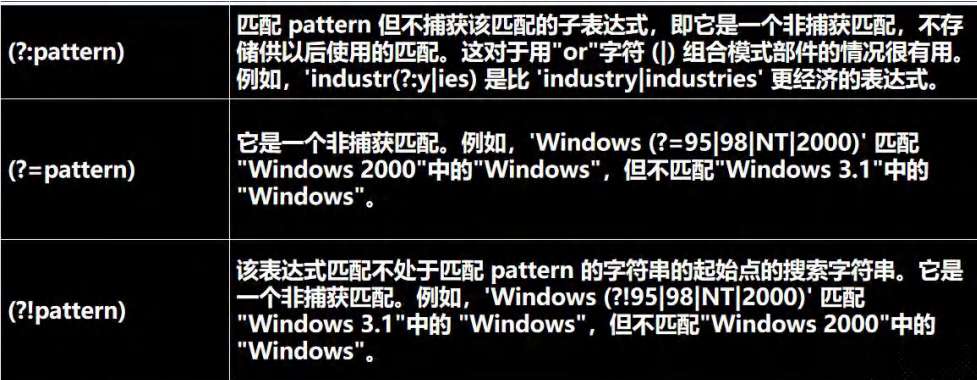 (?:pattern)
匹配 pattern 但不捕获该匹配的子表达式，即它是一个非捕获匹配，不存
储供以后使用的匹配。这对于用"or"字符 (|) 组合模式部件的情况很有用。
例如，'industr(?:y|ies) 是比 'industry|industries' 更经济的表达式。
(?=pattern)
它是一个非捕获匹配。例如，'Windows (?=95|98|NT|2000)' 匹配
"Windows 2000"中的"Windows"，但不匹配"Windows 3.1"中的
"Windows"。
(?!pattern)
该表达式匹配不处于匹配 pattern 的字符串的起始点的搜索字符串。它是
一个非捕获匹配。例如，'Windows (?!95|98|NT|2000)' 匹配
"Windows 3.1"中的 "Windows"，但不匹配"Windows 2000"中的
"Windows"。